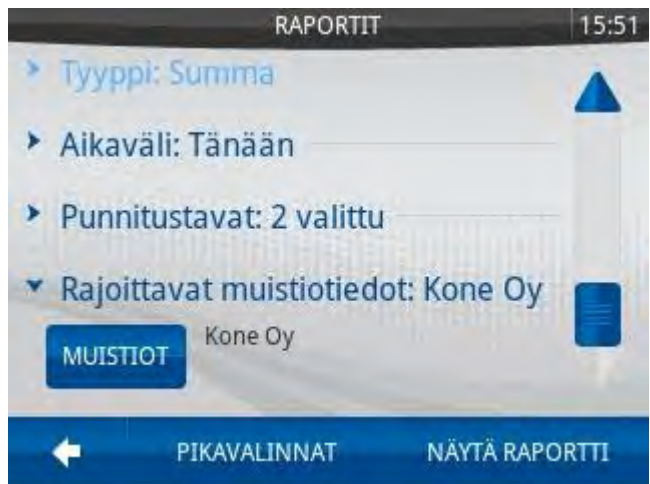 RAPORTIT 15:51
Tyyppi: Summa
Aikaväli: Tänään
Punnitustavat: 2 valittu
Rajoittavat muistiotiedot: Kone Oy
MUISTIOT Kone Oy
PIKAVALINNAT NÄYTÄ RAPORTTI